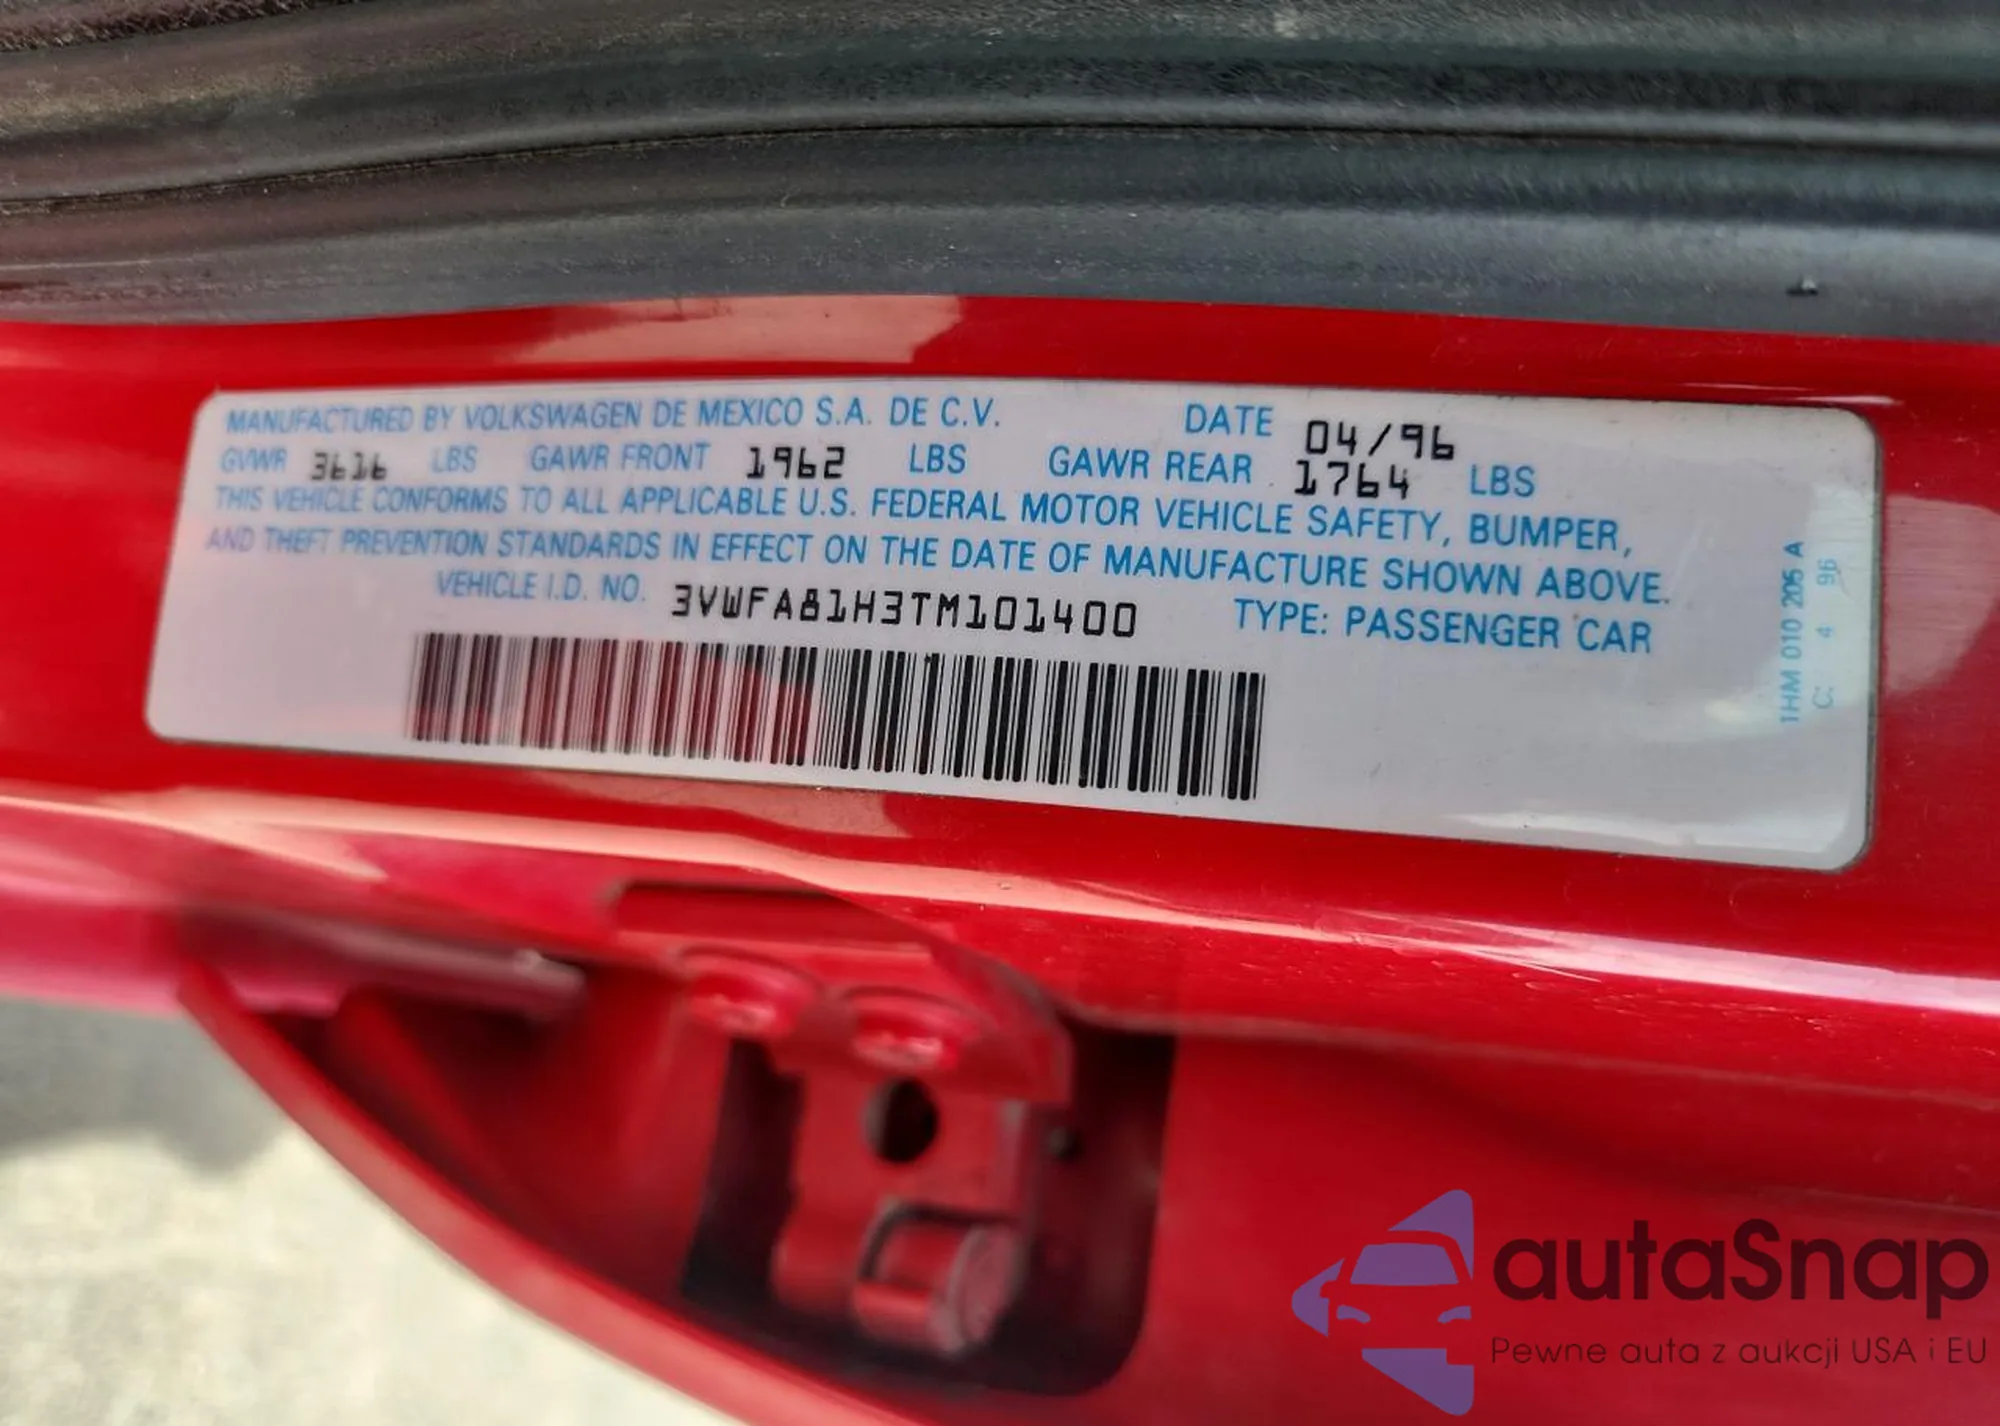 MANUFACTURED BY VOLKSWAGEN DE MEXICO S.A. DE C.V. DATE 04/96
GVWR 3616 LBS GAWR FRONT 1962 LBS GAWR REAR 1764 LBS
THIS VEHICLE CONFORMS TO ALL APPLICABLE U.S. FEDERAL MOTOR VEHICLE SAFETY, BUMPER,
AND THEFT PREVENTION STANDARDS IN EFFECT ON THE DATE OF MANUFACTURE SHOWN ABOVE.
VEHICLE I.D. NO. 3VWFA81H3TM101400 TYPE: PASSENGER CAR
1HM 010 205 A
C: 4 96
autaSnap
Pewne auta z aukcji USA i EU